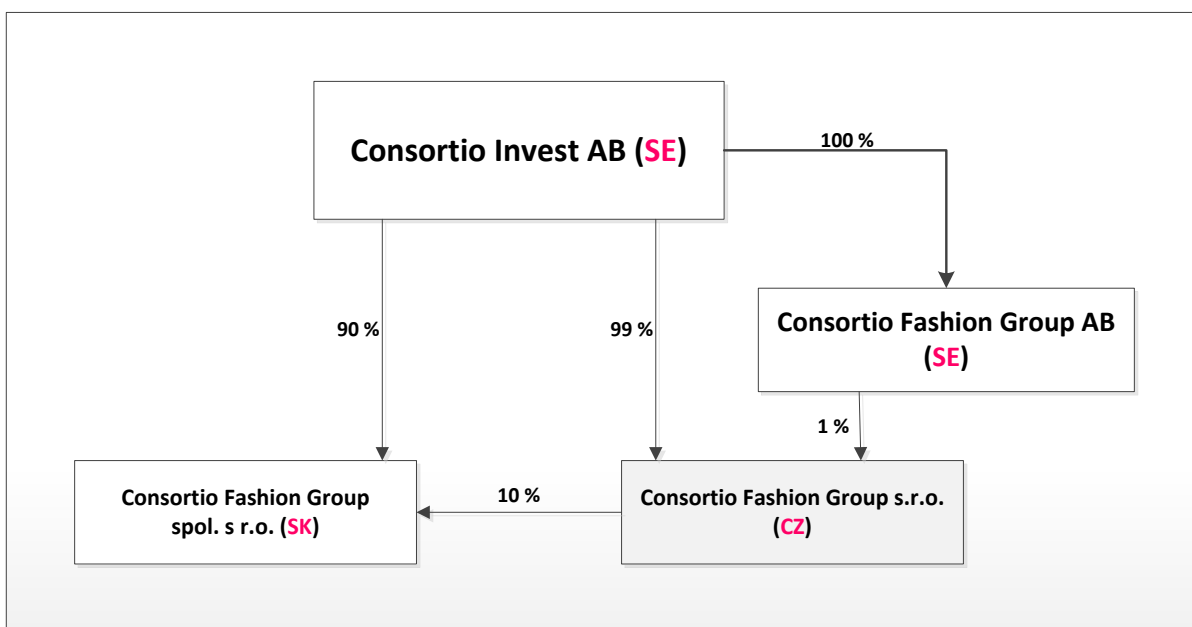 Consortio Invest AB (SE)
100 %
90 %
99 %
Consortio Fashion Group AB
(SE)
1 %
Consortio Fashion Group
spol. s r.o. (SK)
10 %
Consortio Fashion Group s.r.o.
(CZ)